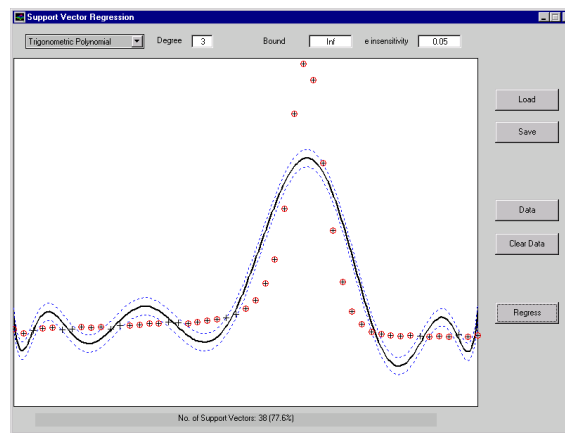 Support Vector Regression
Trigonometric Polynomial Degree 3 Bound Inf e insensitivity 0.05
Load
Save
Data
Clear Data
Regress
No. of Support Vectors: 38 (77.6%)